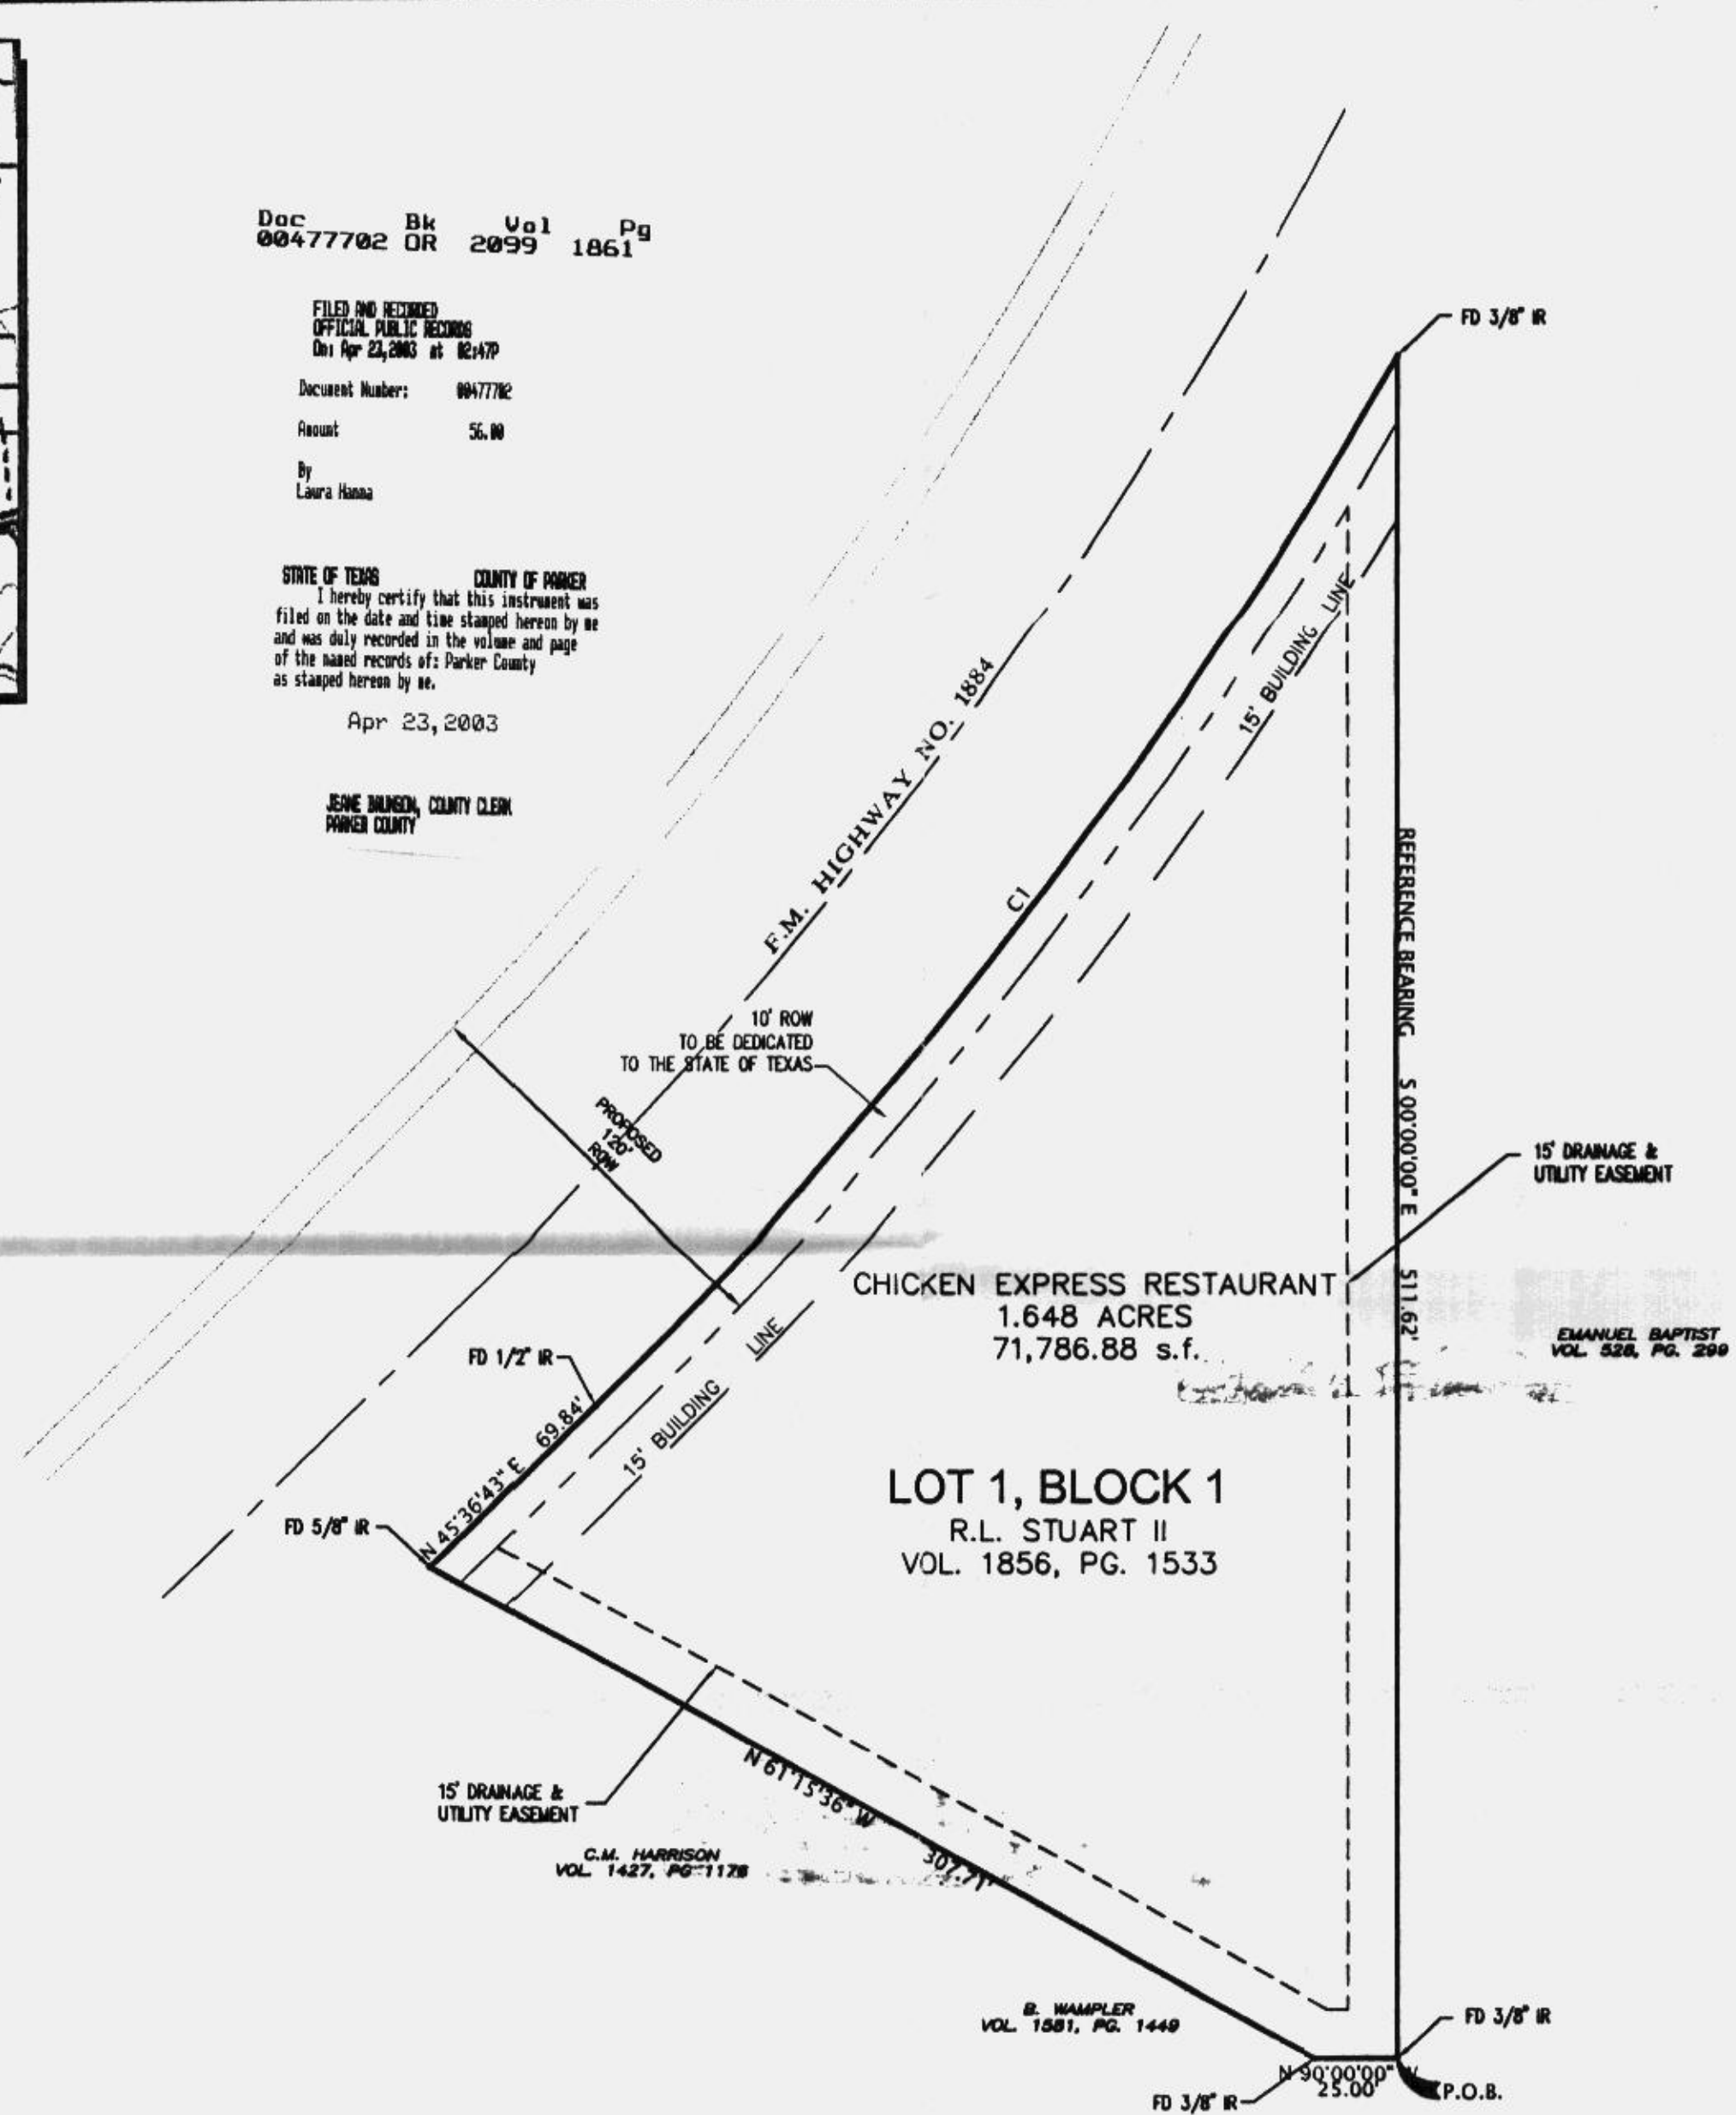 Doc Bk Vol Pg
00477702 OR 2099 1861
FILED AND RECORDED
OFFICIAL PUBLIC RECORDS
On: Apr 23,2003 at 02:47P
Document Number: 00477702
Amount 56.00
By
Laura Hanna
STATE OF TEXAS COUNTY OF PARKER
I hereby certify that this instrument was
filed on the date and time stamped hereon by me
and was duly recorded in the volume and page
of the named records of: Parker County
as stamped hereon by me.
Apr 23,2003
JEANE BRUNSON, COUNTY CLERK
PARKER COUNTY
FD 3/8" IR
15' BUILDING LINE
F.M. HIGHWAY NO. 1884
C1
REFERENCE BEARING S 00°00'00" E 511.62'
10' ROW
TO BE DEDICATED
TO THE STATE OF TEXAS
PROPOSED
120'
ROW
15' DRAINAGE &
UTILITY EASEMENT
CHICKEN EXPRESS RESTAURANT
1.648 ACRES
71,786.88 s.f.
EMANUEL BAPTIST
VOL. 528, PG. 299
FD 1/2" IR
15' BUILDING LINE
N 45°36'43" E 69.84'
FD 5/8" IR
LOT 1, BLOCK 1
R.L. STUART II
VOL. 1856, PG. 1533
15' DRAINAGE &
UTILITY EASEMENT
N 61°15'36" W 307.71'
C.M. HARRISON
VOL. 1427, PG 1176
B. WAMPLER
VOL. 1581, PG. 1449
FD 3/8" IR
N 90°00'00" W
25.00'
P.O.B.
FD 3/8" IR